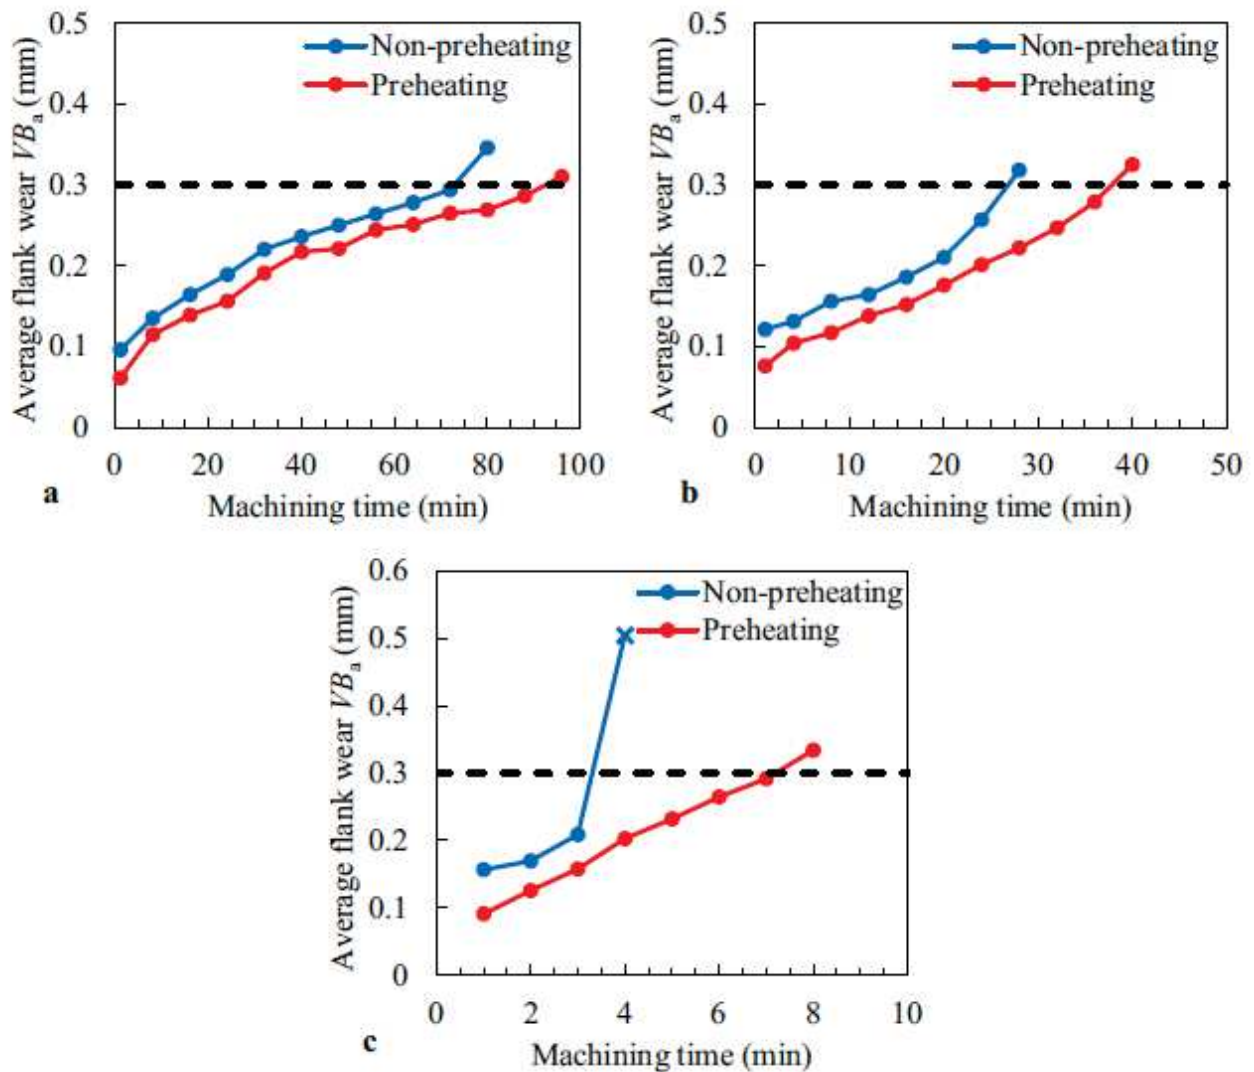 Average flank wear VBa (mm)
0.5
0.4
0.3
0.2
0.1
0
Non-preheating
Preheating
0 20 40 60 80 100
Machining time (min)
a
Average flank wear VBa (mm)
0.5
0.4
0.3
0.2
0.1
0
Non-preheating
Preheating
0 10 20 30 40 50
Machining time (min)
b
Average flank wear VBa (mm)
0.6
0.5
0.4
0.3
0.2
0.1
0
Non-preheating
Preheating
0 2 4 6 8 10
Machining time (min)
c